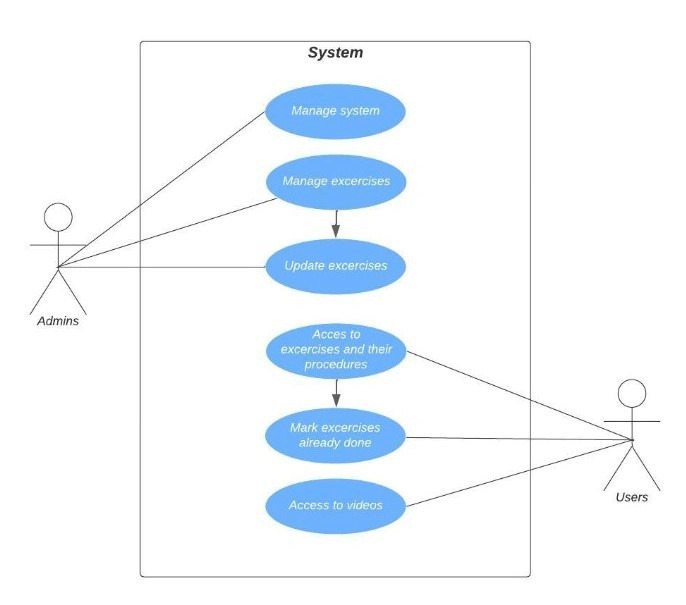 System
Manage system
Manage excercises
Update excercises
Admins
Acces to
excercises and their
procedures
Mark excercises
already done
Access to videos
Users